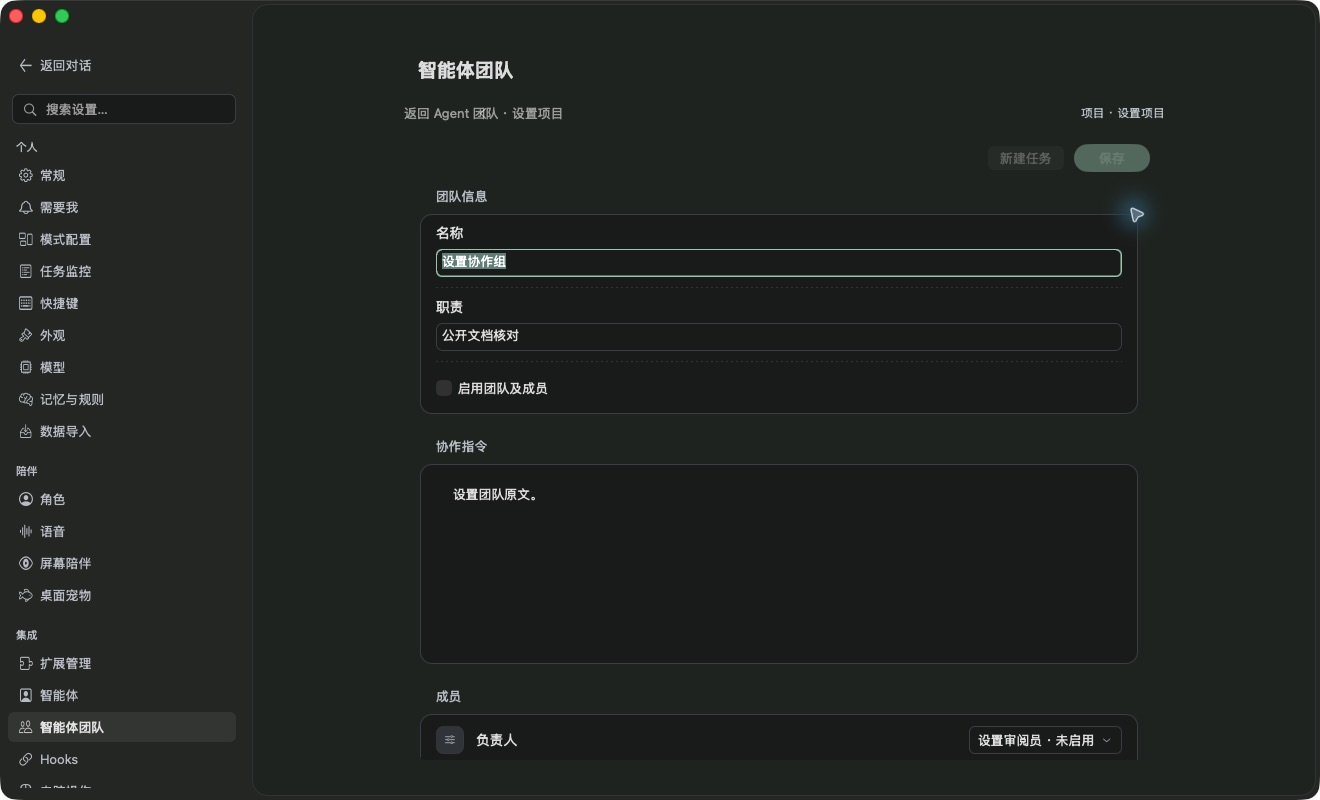 返回对话
搜索设置...
个人
常规
需要我
模式配置
任务监控
快捷键
外观
模型
记忆与规则
数据导入
陪伴
角色
语音
屏幕陪伴
桌面宠物
集成
扩展管理
智能体
智能体团队
Hooks
智能体团队
返回 Agent 团队 · 设置项目
项目 · 设置项目
新建任务
保存
团队信息
名称
设置协作组
职责
公开文档核对
启用团队及成员
协作指令
设置团队原文。
成员
负责人
设置审阅员 · 未启用